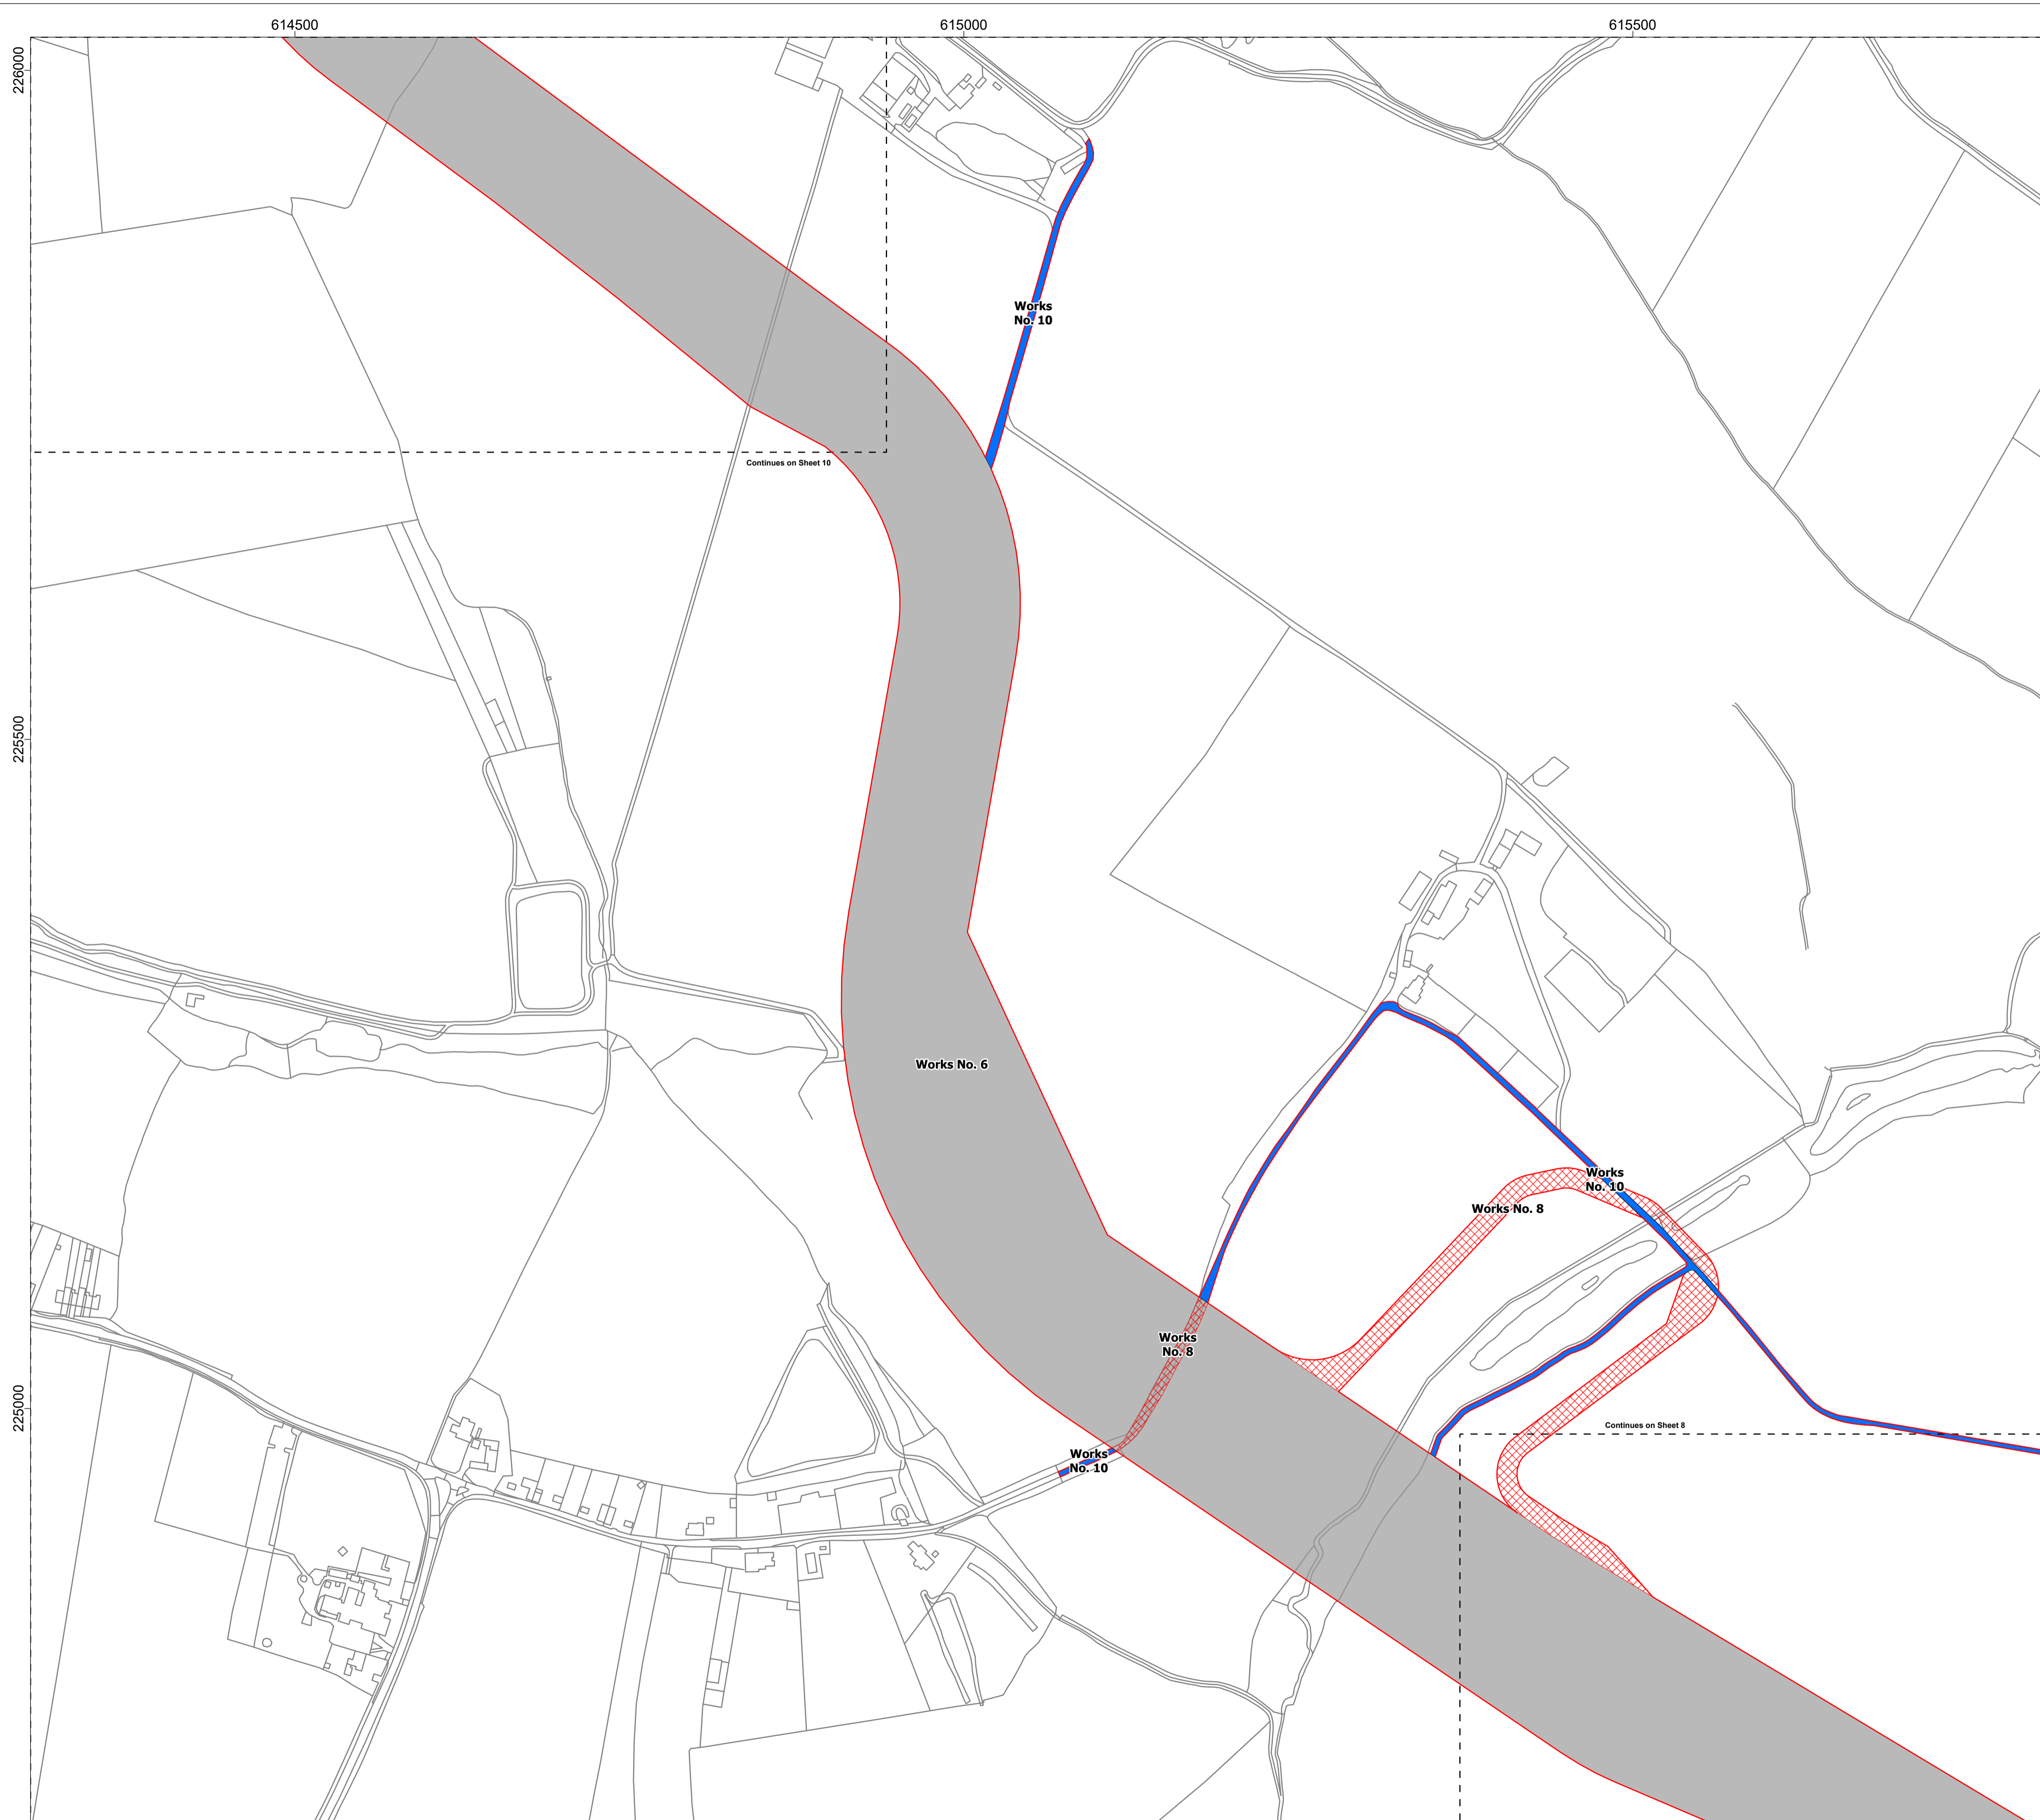 614500
615000
615500
226000
Works
No. 10
Continues on Sheet 10
225500
Works No. 6
Works
No. 10
Works No. 8
Works
No. 8
225000
Continues on Sheet 8
Works
No. 10